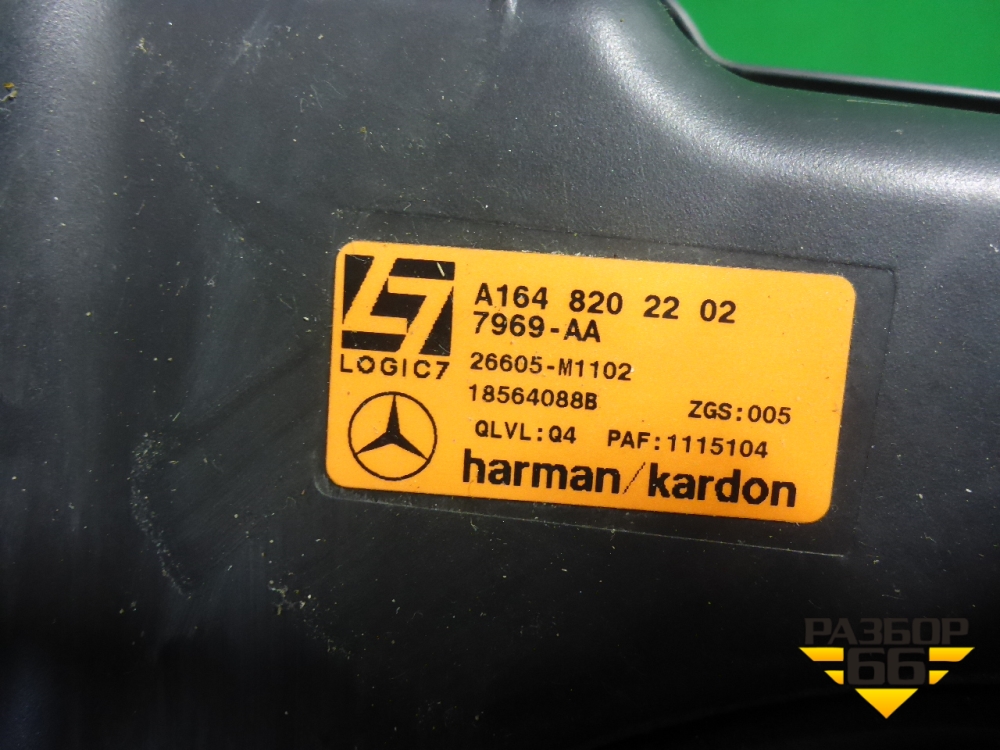 A164 820 22 02
7969-AA
LOGIC7
26605-M1102
18564088B
ZGS:005
QLVL:Q4 PAF:1115104
harman/kardon
РАЗБОР
66